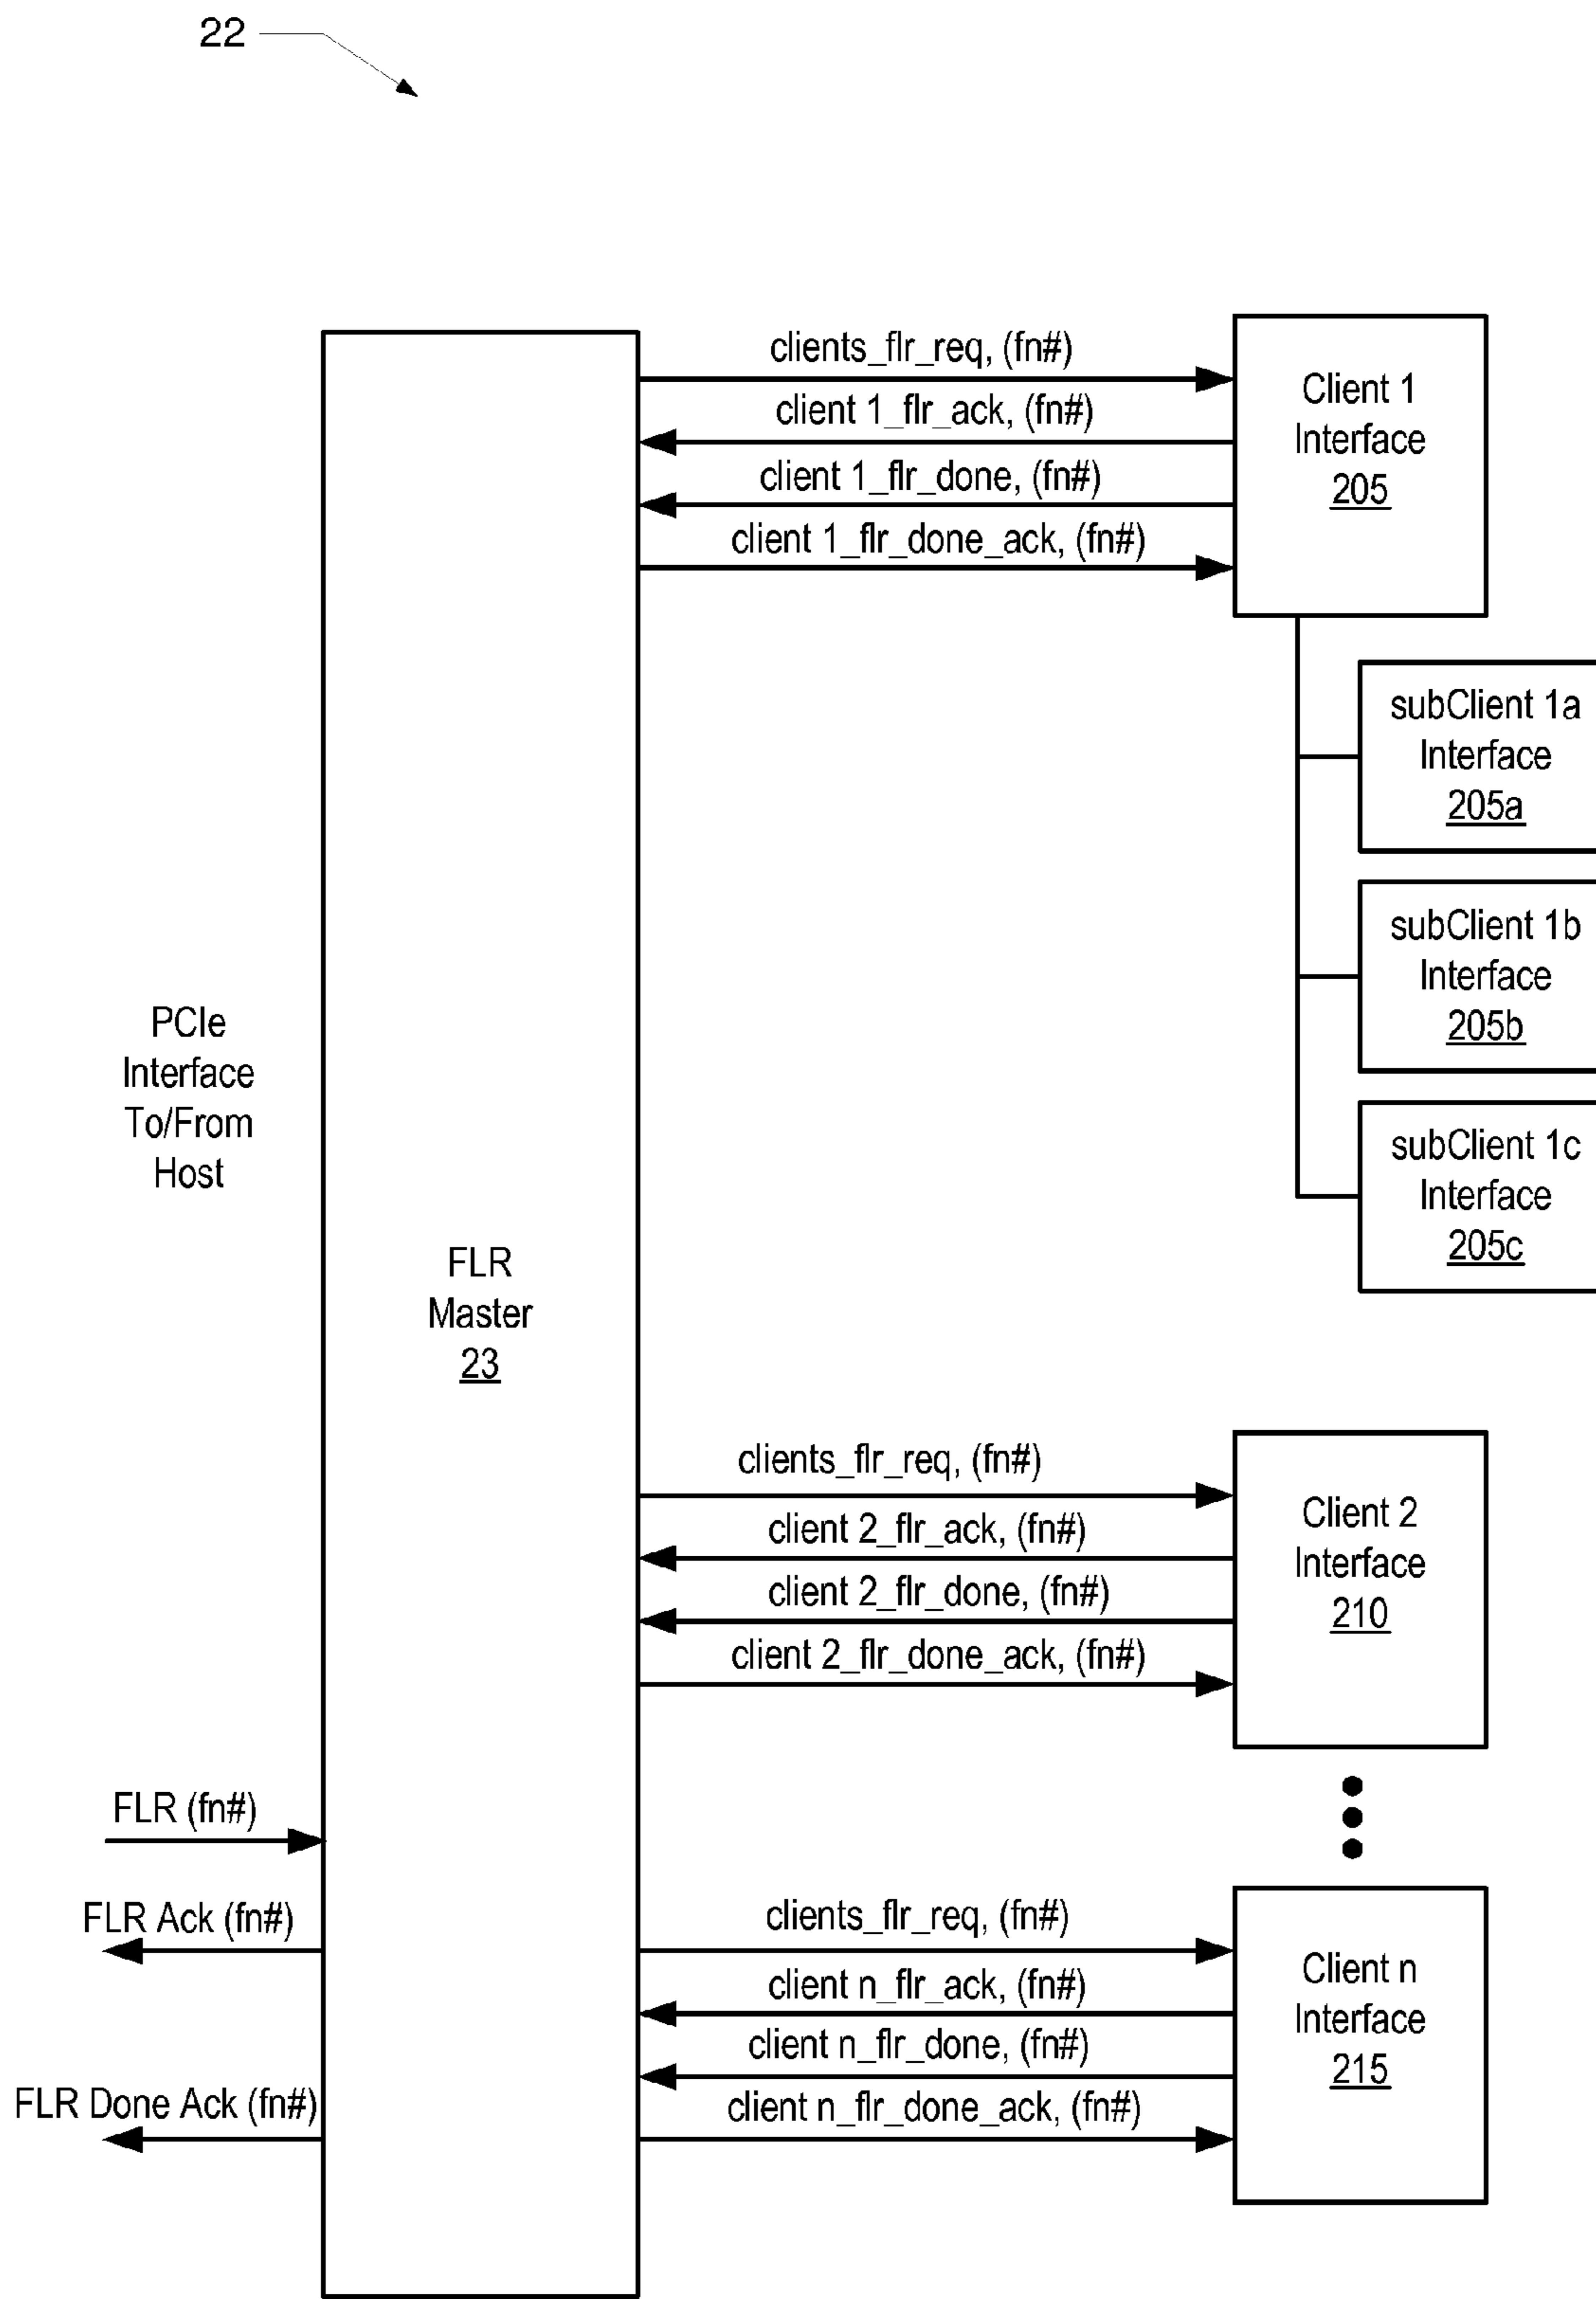 22
clients_flr_req, (fn#)
client 1_flr_ack, (fn#)
client 1_flr_done, (fn#)
client 1_flr_done_ack, (fn#)
Client 1
Interface
205
subClient 1a
Interface
205a
subClient 1b
Interface
205b
subClient 1c
Interface
205c
PCIe
Interface
To/From
Host
FLR
Master
23
clients_flr_req, (fn#)
client 2_flr_ack, (fn#)
client 2_flr_done, (fn#)
client 2_flr_done_ack, (fn#)
Client 2
Interface
210
FLR (fn#)
FLR Ack (fn#)
FLR Done Ack (fn#)
clients_flr_req, (fn#)
client n_flr_ack, (fn#)
client n_flr_done, (fn#)
client n_flr_done_ack, (fn#)
Client n
Interface
215